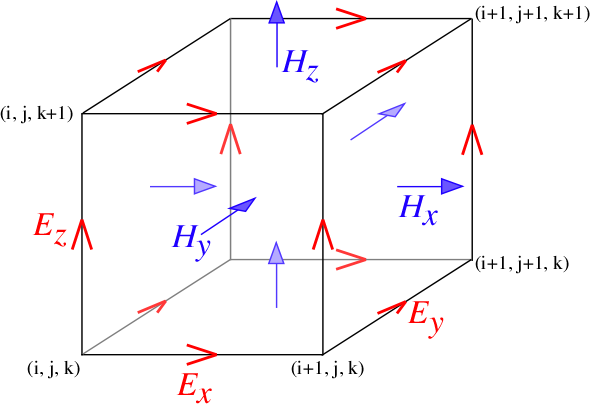 (i+1, j+1, k+1)
H_z
(i, j, k+1)
E_z
H_y
H_x
(i+1, j+1, k)
E_y
(i, j, k)
(i+1, j, k)
E_x